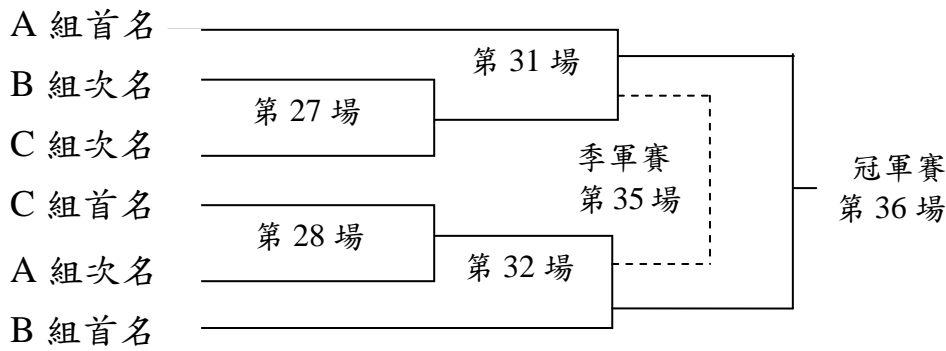 A 組首名
第 31 場
B 組次名
第 27 場
C 組次名
季軍賽
第 35 場
冠軍賽
第 36 場
C 組首名
第 28 場
第 32 場
A 組次名
B 組首名